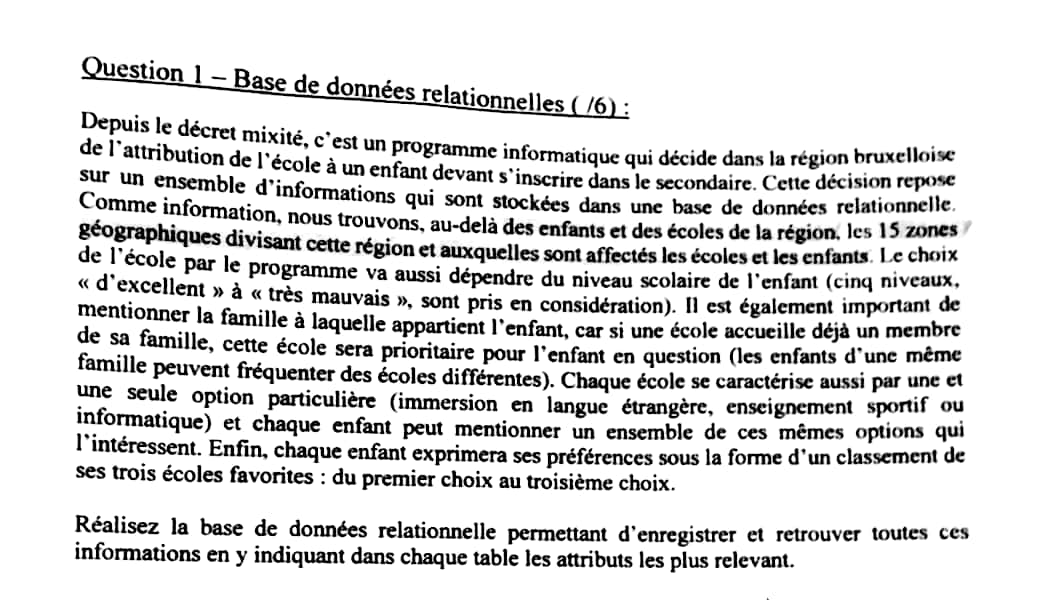 Question 1 – Base de données relationnelles ( /6) :
Depuis le décret mixité, c'est un programme informatique qui décide dans la région bruxelloise
de l'attribution de l'école à un enfant devant s'inscrire dans le secondaire. Cette décision repose
sur un ensemble d'informations qui sont stockées dans une base de données relationnelle.
Comme information, nous trouvons, au-delà des enfants et des écoles de la région, les 15 zones
géographiques divisant cette région et auxquelles sont affectés les écoles et les enfants. Le choix
de l'école par le programme va aussi dépendre du niveau scolaire de l'enfant (cinq niveaux,
« d'excellent » à « très mauvais », sont pris en considération). Il est également important de
mentionner la famille à laquelle appartient l'enfant, car si une école accueille déjà un membre
de sa famille, cette école sera prioritaire pour l'enfant en question (les enfants d'une même
famille peuvent fréquenter des écoles différentes). Chaque école se caractérise aussi par une et
une seule option particulière (immersion en langue étrangère, enseignement sportif ou
informatique) et chaque enfant peut mentionner un ensemble de ces mêmes options qui
l'intéressent. Enfin, chaque enfant exprimera ses préférences sous la forme d'un classement de
ses trois écoles favorites : du premier choix au troisième choix.
Réalisez la base de données relationnelle permettant d'enregistrer et retrouver toutes ces
informations en y indiquant dans chaque table les attributs les plus relevant.